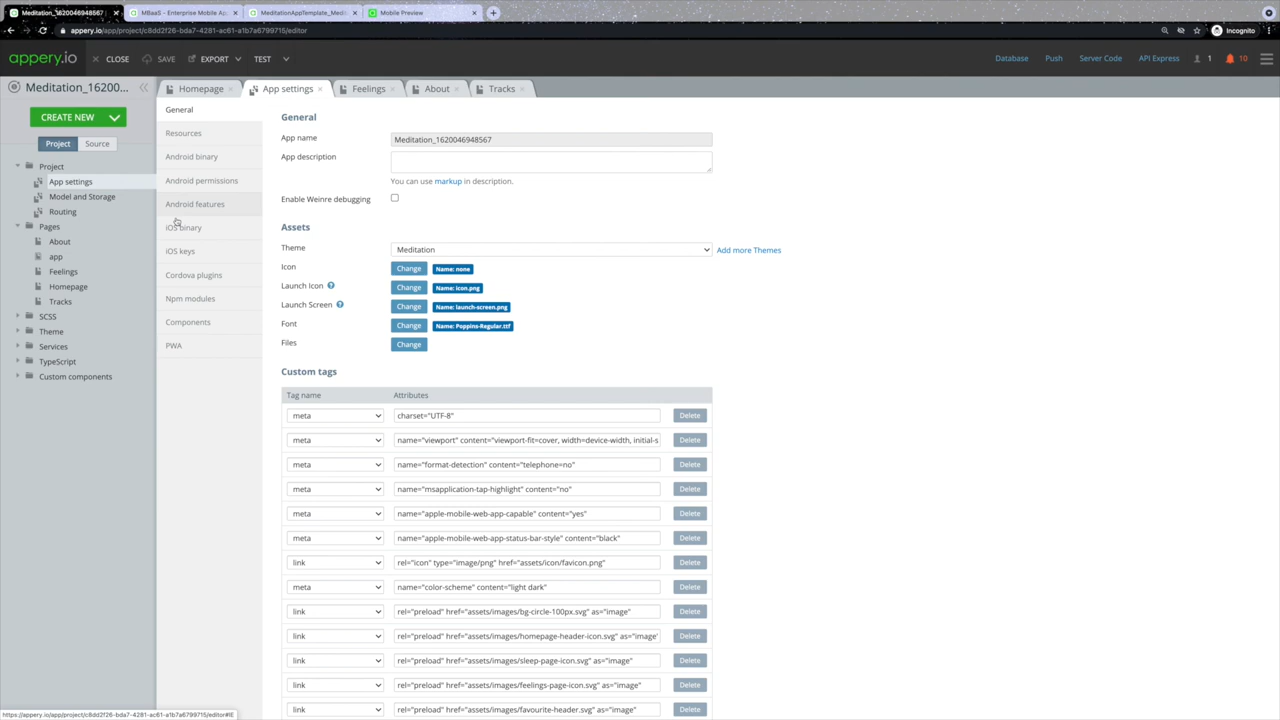 Meditation_1620046948567
MBaaS - Enterprise Mobile Ap
MeditationAppTemplate_Medi
Mobile Preview
appery.io/app/project/c8dd2f26-bda7-4281-ac61-a1b7a6799715/editor
Incognito
appery.io
CLOSE
SAVE
EXPORT
TEST
Database
Push
Server Code
API Express
1
10
Meditation_16200...
Homepage
App settings
Feelings
About
Tracks
CREATE NEW
Project
Source
Project
App settings
Model and Storage
Routing
Pages
About
app
Feelings
Homepage
Tracks
SCSS
Theme
Services
TypeScript
Custom components
General
Resources
Android binary
Android permissions
Android features
iOS binary
iOS keys
Cordova plugins
Npm modules
Components
PWA
General
App name
Meditation_1620046948567
App description
You can use markup in description.
Enable Weinre debugging
Assets
Theme
Meditation
Add more Themes
Icon
Change
Name: none
Launch Icon
Change
Name: icon.png
Launch Screen
Change
Name: launch-screen.png
Font
Change
Name: Poppins-Regular.ttf
Files
Change
Custom tags
Tag name
Attributes
meta
charset="UTF-8"
Delete
meta
name="viewport" content="viewport-fit=cover, width=device-width, initial-s
Delete
meta
name="format-detection" content="telephone=no"
Delete
meta
name="msapplication-tap-highlight" content="no"
Delete
meta
name="apple-mobile-web-app-capable" content="yes"
Delete
meta
name="apple-mobile-web-app-status-bar-style" content="black"
Delete
link
rel="icon" type="image/png" href="assets/icon/favicon.png"
Delete
meta
name="color-scheme" content="light dark"
Delete
link
rel="preload" href="assets/images/bg-circle-100px.svg" as="image"
Delete
link
rel="preload" href="assets/images/homepage-header-icon.svg" as="image"
Delete
link
rel="preload" href="assets/images/sleep-page-icon.svg" as="image"
Delete
link
rel="preload" href="assets/images/feelings-page-icon.svg" as="image"
Delete
link
rel="preload" href="assets/images/favourite-header.svg" as="image"
Delete
https://appery.io/app/project/c8dd2f26-bda7-4281-ac61-a1b7a6799715/editor#IE